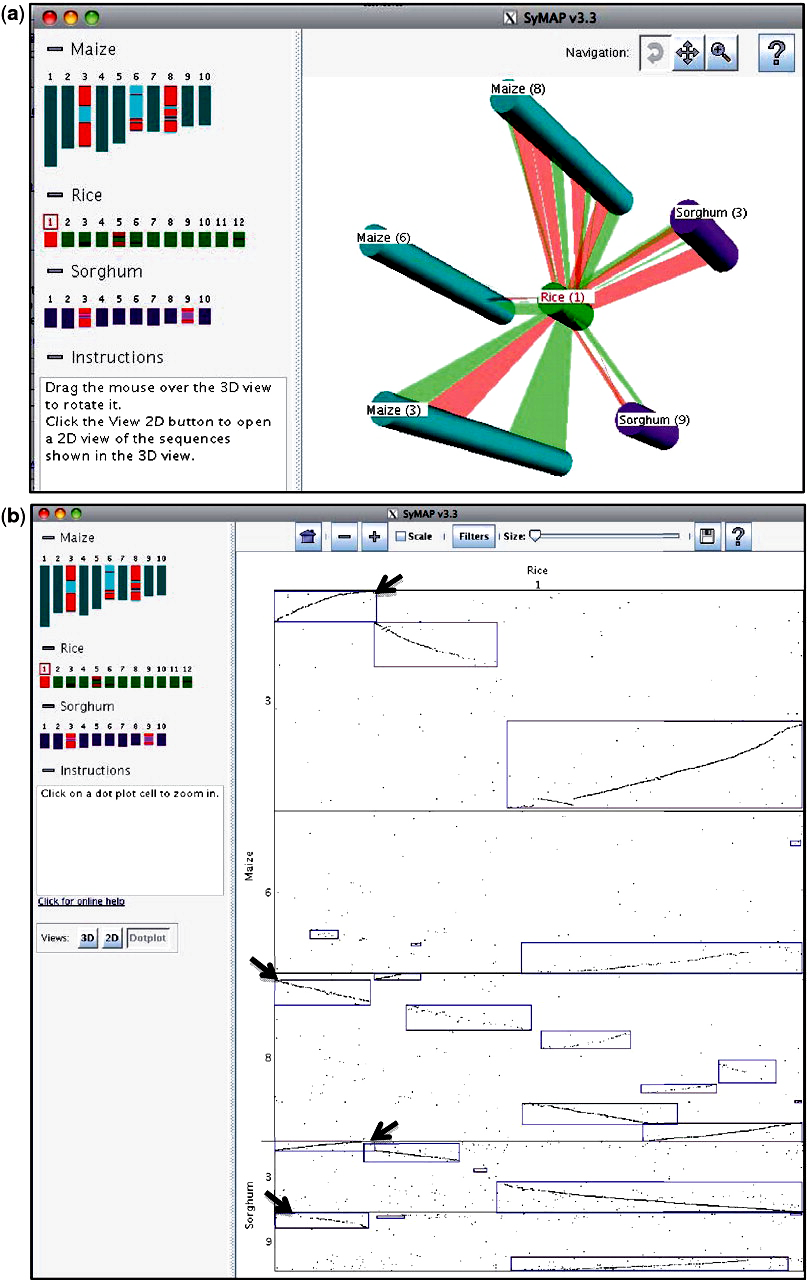 (a)
X SyMAP v3.3
Maize
1 2 3 4 5 6 7 8 9 10
Rice
1 2 3 4 5 6 7 8 9 10 11 12
Sorghum
1 2 3 4 5 6 7 8 9 10
Instructions
Drag the mouse over the 3D view
to rotate it.
Click the View 2D button to open
a 2D view of the sequences
shown in the 3D view.
Navigation:
?
Maize (8)
Sorghum (3)
Maize (6)
Rice (1)
Maize (3)
Sorghum (9)
(b)
X SyMAP v3.3
Maize
1 2 3 4 5 6 7 8 9 10
Rice
1 2 3 4 5 6 7 8 9 10 11 12
Sorghum
1 2 3 4 5 6 7 8 9 10
Instructions
Click on a dot plot cell to zoom in.
Click for online help
Views: 3D 2D Dotplot
Scale Filters Size: ?
Rice
1
Maize
3
6
8
Sorghum
3
9